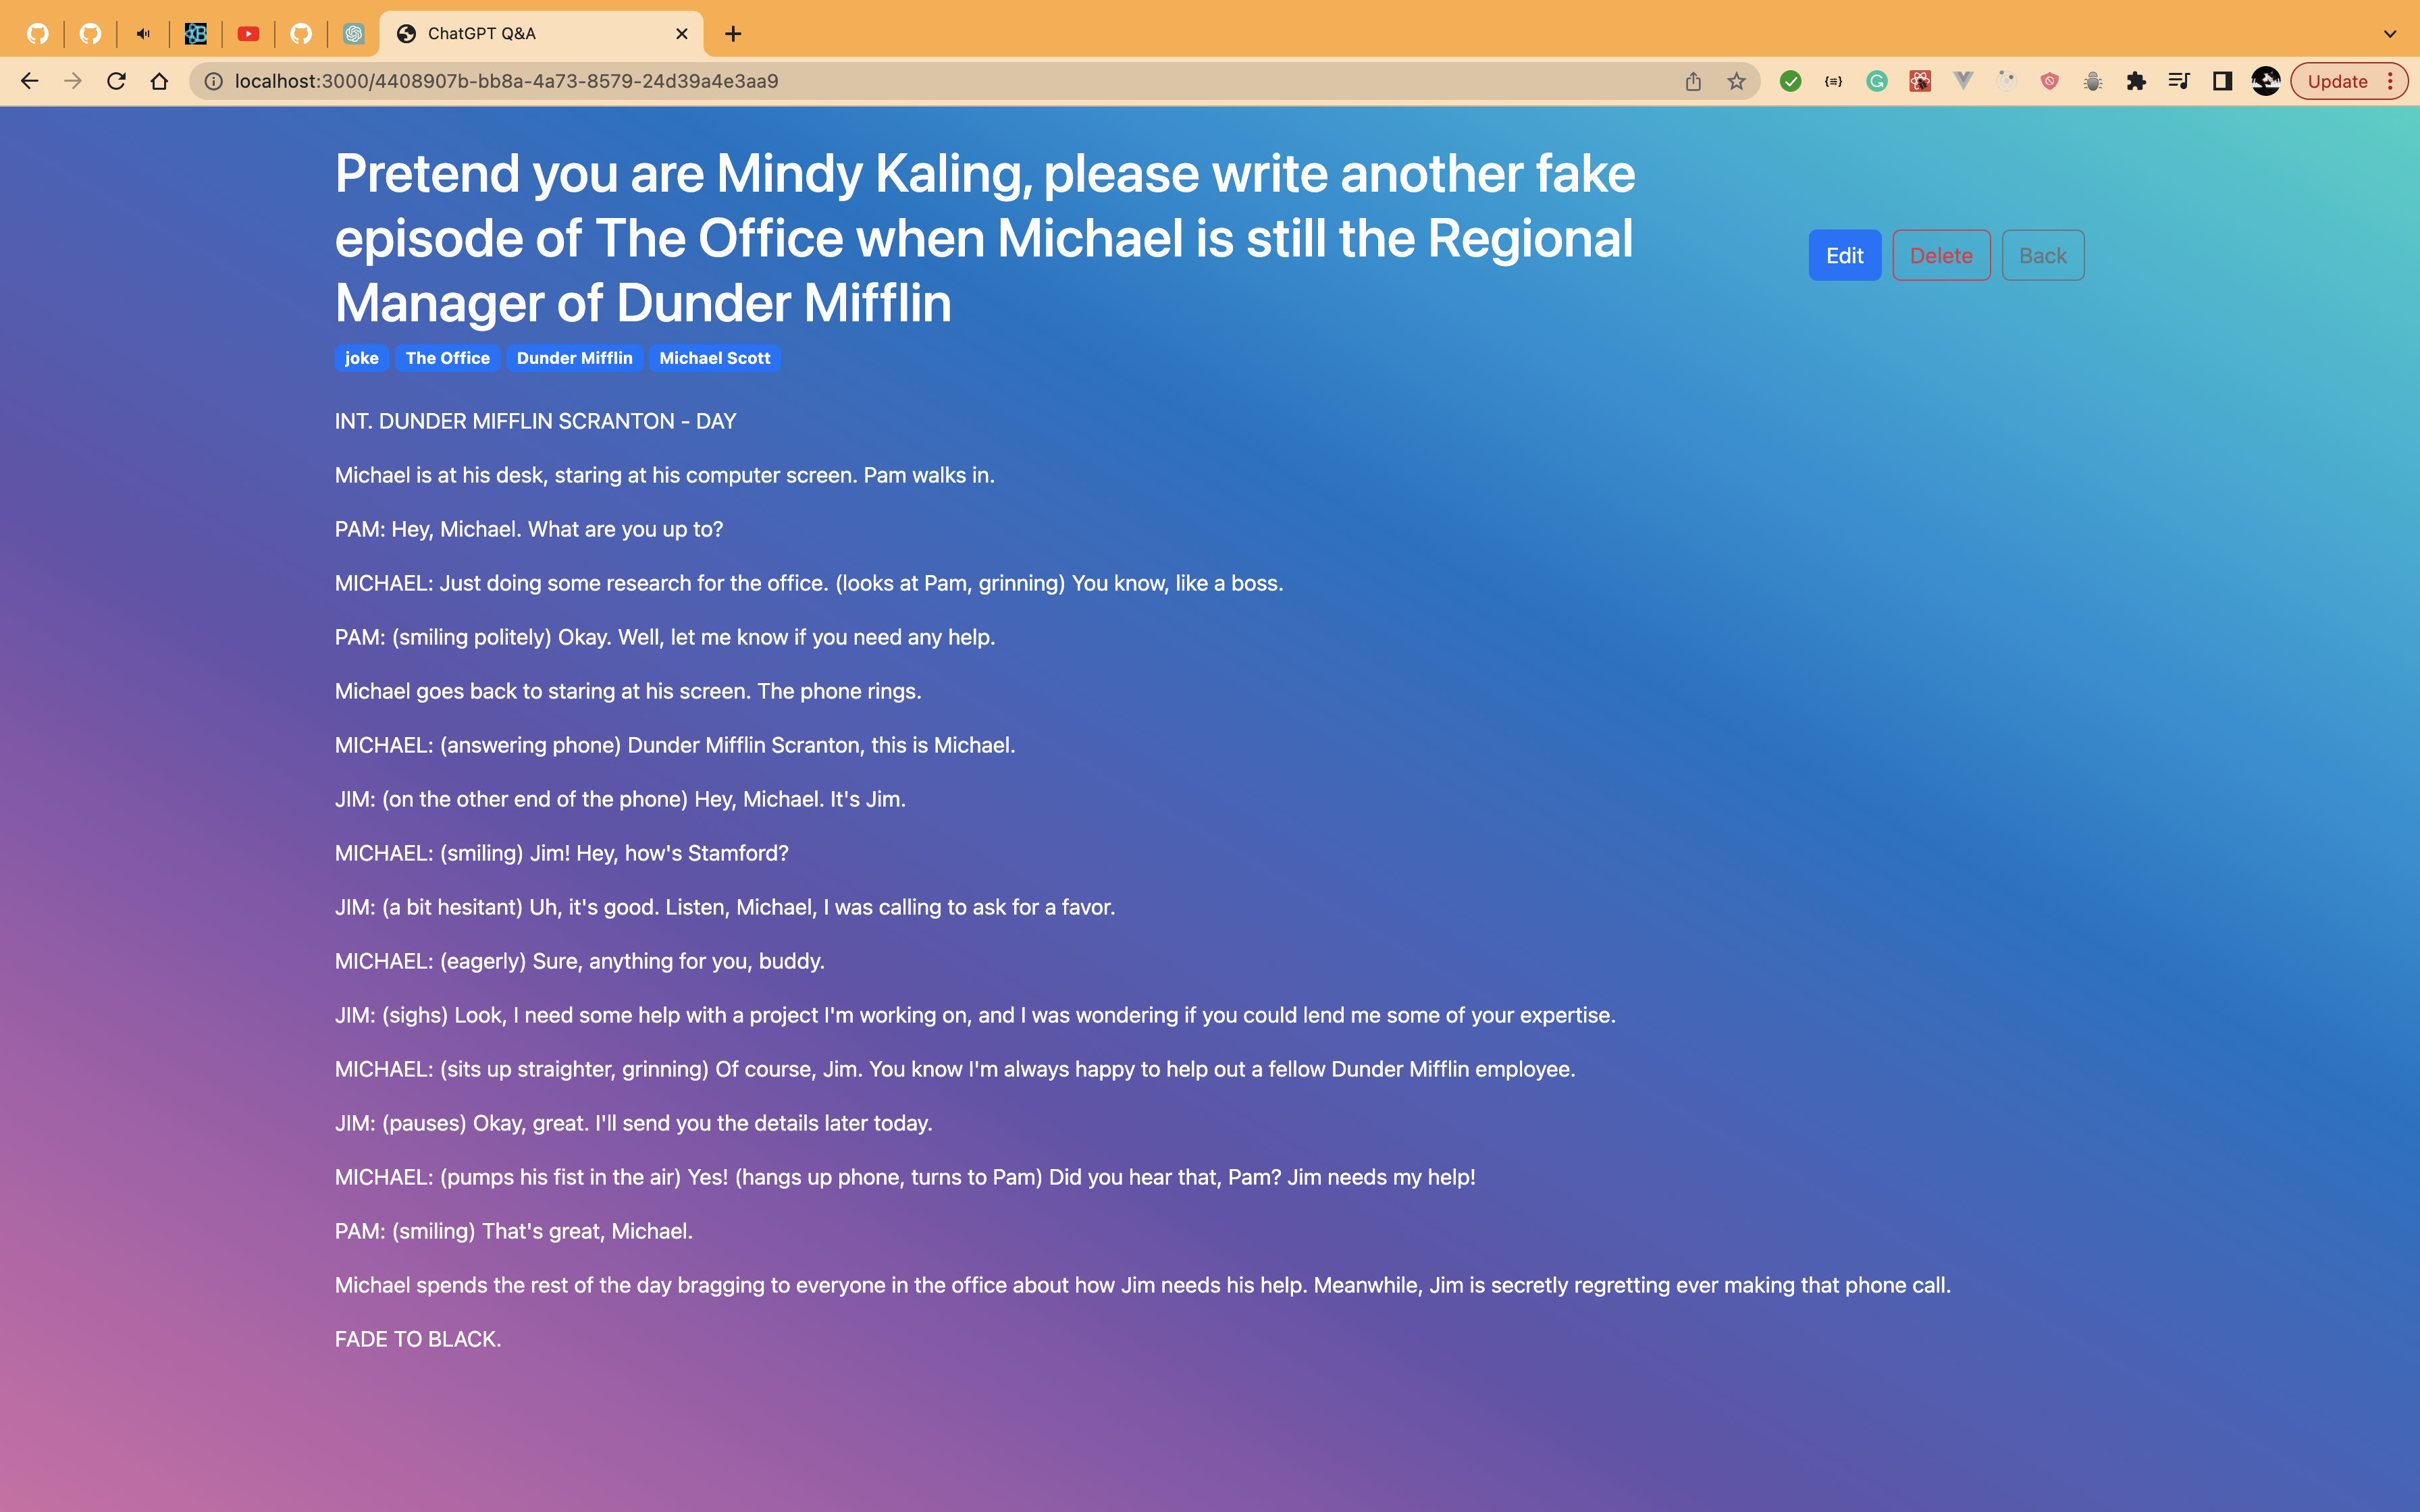 ChatGPT Q&A
localhost:3000/4408907b-bb8a-4a73-8579-24d39a4e3aa9
Update
Pretend you are Mindy Kaling, please write another fake
episode of The Office when Michael is still the Regional
Manager of Dunder Mifflin
Edit Delete Back
joke The Office Dunder Mifflin Michael Scott
INT. DUNDER MIFFLIN SCRANTON - DAY
Michael is at his desk, staring at his computer screen. Pam walks in.
PAM: Hey, Michael. What are you up to?
MICHAEL: Just doing some research for the office. (looks at Pam, grinning) You know, like a boss.
PAM: (smiling politely) Okay. Well, let me know if you need any help.
Michael goes back to staring at his screen. The phone rings.
MICHAEL: (answering phone) Dunder Mifflin Scranton, this is Michael.
JIM: (on the other end of the phone) Hey, Michael. It's Jim.
MICHAEL: (smiling) Jim! Hey, how's Stamford?
JIM: (a bit hesitant) Uh, it's good. Listen, Michael, I was calling to ask for a favor.
MICHAEL: (eagerly) Sure, anything for you, buddy.
JIM: (sighs) Look, I need some help with a project I'm working on, and I was wondering if you could lend me some of your expertise.
MICHAEL: (sits up straighter, grinning) Of course, Jim. You know I'm always happy to help out a fellow Dunder Mifflin employee.
JIM: (pauses) Okay, great. I'll send you the details later today.
MICHAEL: (pumps his fist in the air) Yes! (hangs up phone, turns to Pam) Did you hear that, Pam? Jim needs my help!
PAM: (smiling) That's great, Michael.
Michael spends the rest of the day bragging to everyone in the office about how Jim needs his help. Meanwhile, Jim is secretly regretting ever making that phone call.
FADE TO BLACK.